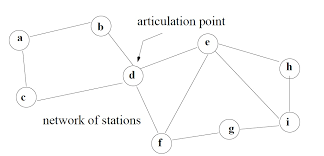 articulation point
a
b
e
h
d
c
network of stations
f
g
i